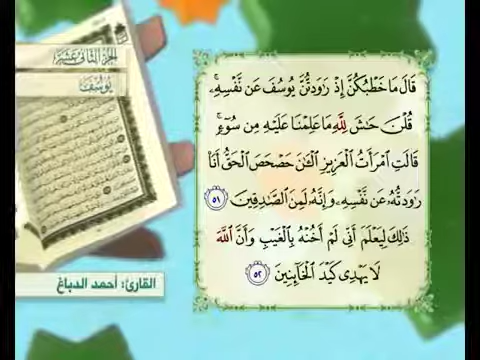 الجزء الثاني عشر
يوسف
قَالَ مَا خَطْبُكُنَّ إِذْ رَٰوَدتُّنَّ يُوسُفَ عَن نَّفْسِهِۦ ۚ
قُلْنَ حَٰشَ لِلَّهِ مَا عَلِمْنَا عَلَيْهِ مِن سُوٓءٍ ۚ
قَالَتِ ٱمْرَأَتُ ٱلْعَزِيزِ ٱلْـَٰٔنَ حَصْحَصَ ٱلْحَقُّ أَنَا۠
رَٰوَدتُّهُۥ عَن نَّفْسِهِۦ وَإِنَّهُۥ لَمِنَ ٱلصَّٰدِقِينَ ٥١
ذَٰلِكَ لِيَعْلَمَ أَنِّى لَمْ أَخُنْهُ بِٱلْغَيْبِ وَأَنَّ ٱللَّهَ
لَا يَهْدِى كَيْدَ ٱلْخَآئِنِينَ ٥٢
القارئ: أحمد الدباغ